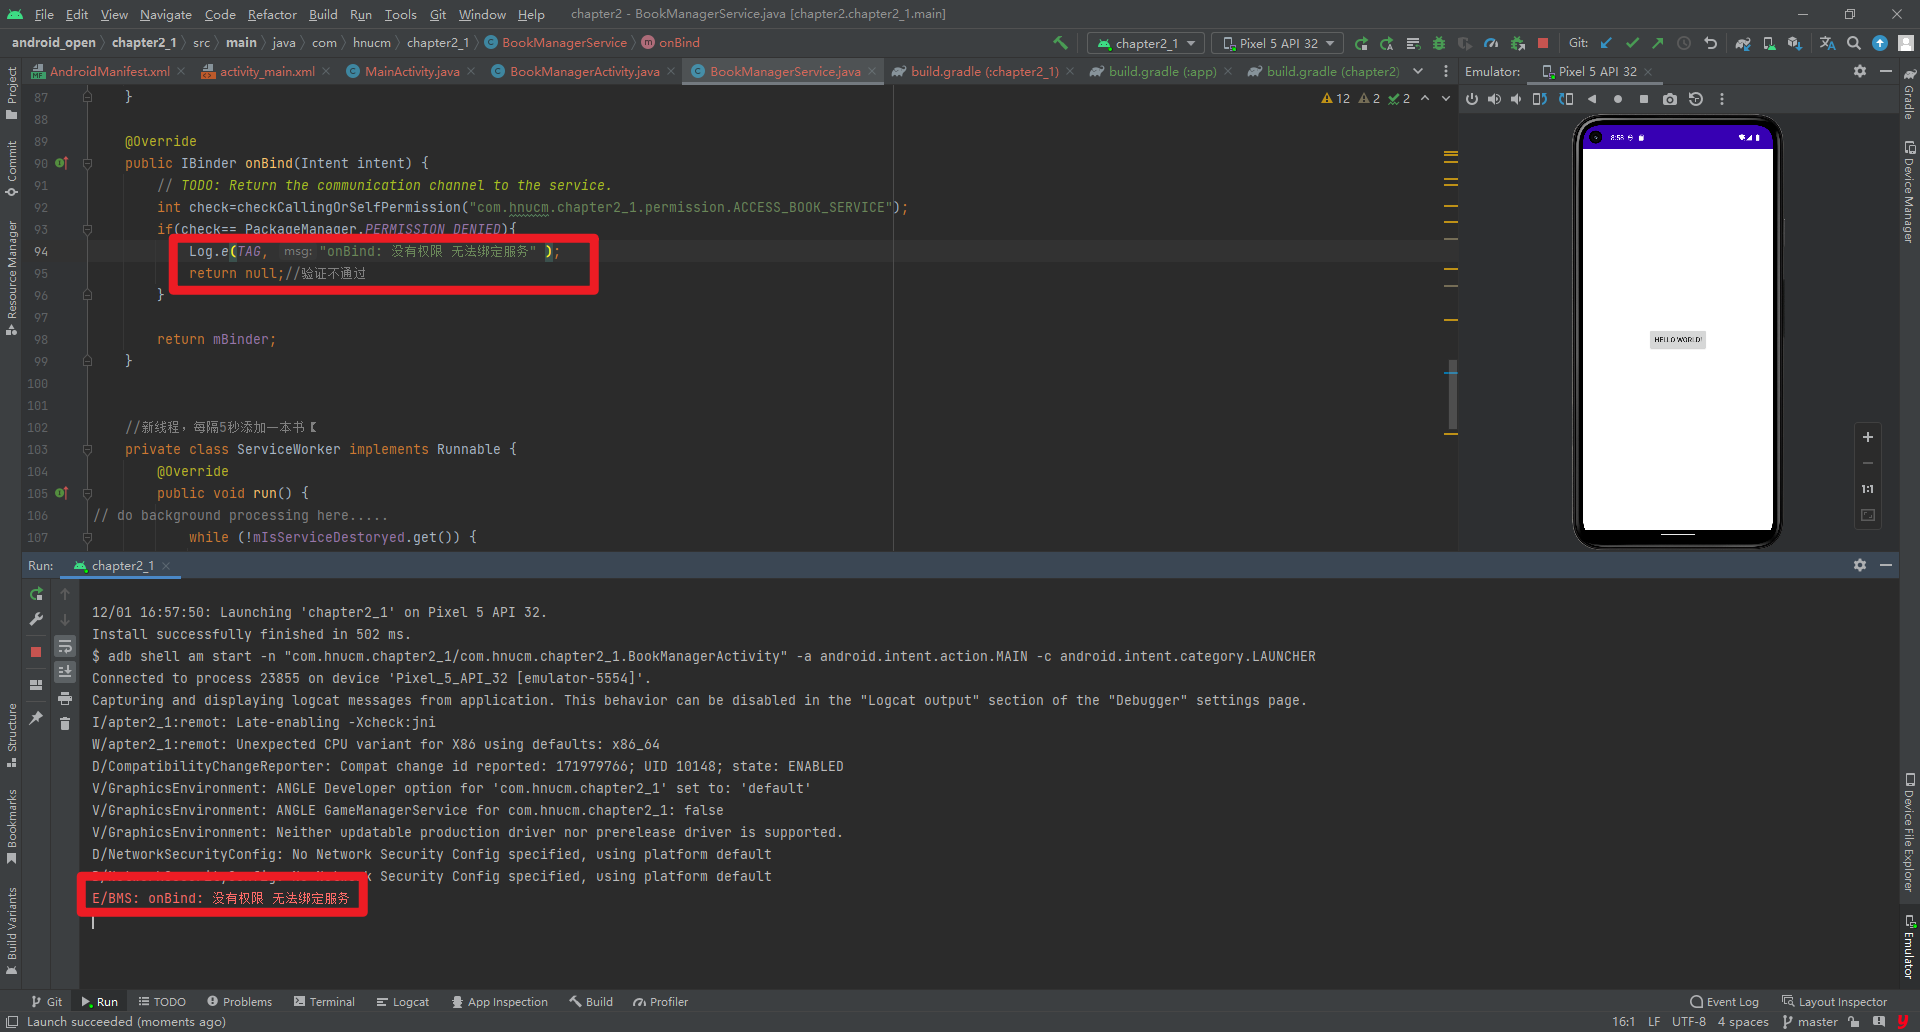 File Edit View Navigate Code Refactor Build Run Tools Git Window Help chapter2 - BookManagerService.java [chapter2.chapter2_1.main]
android_open chapter2_1 src main java com hnucm chapter2_1 BookManagerService onBind chapter2_1 Pixel 5 API 32 Git:
AndroidManifest.xml activity_main.xml MainActivity.java BookManagerActivity.java BookManagerService.java build.gradle (:chapter2_1) build.gradle (:app) build.gradle (chapter2) Emulator: Pixel 5 API 32
87 }
12 2 2
88
89 @Override
90 public IBinder onBind(Intent intent) {
91 // TODO: Return the communication channel to the service.
92 int check=checkCallingOrSelfPermission("com.hnucm.chapter2_1.permission.ACCESS_BOOK_SERVICE");
93 if(check== PackageManager.PERMISSION_DENIED){
94 Log.e(TAG, msg: "onBind: 没有权限 无法绑定服务" );
95 return null;//验证不通过
96 }
97
98 return mBinder;
99 }
100
101
102 //新线程，每隔5秒添加一本书【
103 private class ServiceWorker implements Runnable {
104 @Override
105 public void run() {
106 // do background processing here.....
107 while (!mIsServiceDestoryed.get()) {
8:58
HELLO WORLD!
1:1
Project
Commit
Resource Manager
Structure
Bookmarks
Build Variants
Gradle
Device Manager
Device File Explorer
Emulator
Run: chapter2_1
12/01 16:57:50: Launching 'chapter2_1' on Pixel 5 API 32.
Install successfully finished in 502 ms.
$ adb shell am start -n "com.hnucm.chapter2_1/com.hnucm.chapter2_1.BookManagerActivity" -a android.intent.action.MAIN -c android.intent.category.LAUNCHER
Connected to process 23855 on device 'Pixel_5_API_32 [emulator-5554]'.
Capturing and displaying logcat messages from application. This behavior can be disabled in the "Logcat output" section of the "Debugger" settings page.
I/apter2_1:remot: Late-enabling -Xcheck:jni
W/apter2_1:remot: Unexpected CPU variant for X86 using defaults: x86_64
D/CompatibilityChangeReporter: Compat change id reported: 171979766; UID 10148; state: ENABLED
V/GraphicsEnvironment: ANGLE Developer option for 'com.hnucm.chapter2_1' set to: 'default'
V/GraphicsEnvironment: ANGLE GameManagerService for com.hnucm.chapter2_1: false
V/GraphicsEnvironment: Neither updatable production driver nor prerelease driver is supported.
D/NetworkSecurityConfig: No Network Security Config specified, using platform default
Security Config specified, using platform default
E/BMS: onBind: 没有权限 无法绑定服务
Git Run TODO Problems Terminal Logcat App Inspection Build Profiler Event Log Layout Inspector
Launch succeeded (moments ago) 16:1 LF UTF-8 4 spaces master